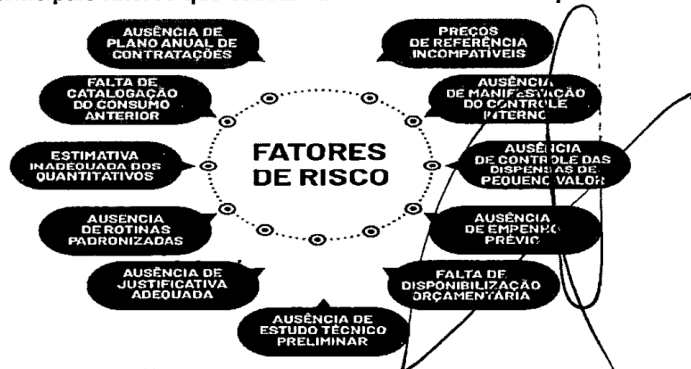 fatores que
AUSÊNCIA DE
PLANO ANUAL DE
CONTRATAÇÕES
PREÇOS
DE REFERÊNCIA
INCOMPATÍVEIS
FALTA DE
CATALOGAÇÃO
DO CONSUMO
ANTERIOR
AUSÊNCIA
DE MANIFESTAÇÃO
DO CONTROLE
INTERNO
ESTIMATIVA
INADEQUADA DOS
QUANTITATIVOS
FATORES
DE RISCO
AUSÊNCIA
DE CONTROLE DAS
DISPENSAS DE
PEQUENO VALOR
AUSENCIA
DE ROTINAS
PADRONIZADAS
AUSÊNCIA
DE EMPENHO
PRÉVIO
AUSÊNCIA DE
JUSTIFICATIVA
ADEQUADA
FALTA DE
DISPONIBILIZAÇÃO
ORÇAMENTÁRIA
AUSÊNCIA DE
ESTUDO TÉCNICO
PRELIMINAR